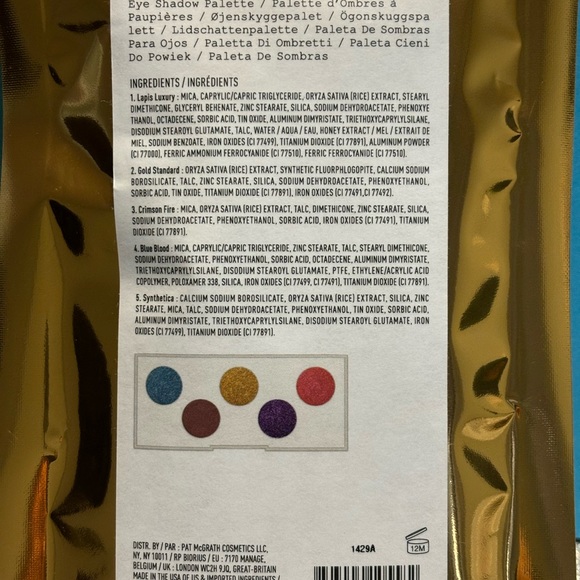 Eye Shadow Palette / Palette d'Ombres à
Paupières / Øjenskyggepalet / Ögonskuggspa
lett / Lidschattenpalette / Paleta De Sombras
Para Ojos / Paletta Di Ombretti / Paleta Cieni
Do Powiek / Paleta De Sombras
INGREDIENTS / INGRÉDIENTS
1. Lapis Luxury : MICA, CAPRYLIC/CAPRIC TRIGLYCERIDE, ORYZA SATIVA (RICE) EXTRACT, STEARYL
DIMETHICONE, GLYCERYL BEHENATE, ZINC STEARATE, SILICA, SODIUM DEHYDROACETATE, PHENOXYE
THANOL, OCTADECENE, SORBIC ACID, TIN OXIDE, ALUMINUM DIMYRISTATE, TRIETHOXYCAPRYLYLSILANE,
DISODIUM STEAROYL GLUTAMATE, TALC, WATER / AQUA / EAU, HONEY EXTRACT / MEL / EXTRAIT DE
MIEL, SODIUM BENZOATE, IRON OXIDES (CI 77499), TITANIUM DIOXIDE (CI 77891), ALUMINUM POWDER
(CI 77000), FERRIC AMMONIUM FERROCYANIDE (CI 77510), FERRIC FERROCYANIDE (CI 77510).
2. Gold Standard : ORYZA SATIVA (RICE) EXTRACT, SYNTHETIC FLUORPHLOGOPITE, CALCIUM SODIUM
BOROSILICATE, TALC, ZINC STEARATE, SILICA, SODIUM DEHYDROACETATE, PHENOXYETHANOL,
SORBIC ACID, TIN OXIDE, TITANIUM DIOXIDE (CI 77891), IRON OXIDES (CI 77491,77492).
3. Crimson Fire : MICA, ORYZA SATIVA (RICE) EXTRACT, TALC, DIMETHICONE, ZINC STEARATE, SILICA,
SODIUM DEHYDROACETATE, PHENOXYETHANOL, SORBIC ACID, IRON OXIDES (CI 77491), TITANIUM
DIOXIDE (CI 77891).
4. Blue Blood : MICA, CAPRYLIC/CAPRIC TRIGLYCERIDE, ZINC STEARATE, TALC, STEARYL DIMETHICONE,
SODIUM DEHYDROACETATE, PHENOXYETHANOL, SORBIC ACID, OCTADECENE, ALUMINUM DIMYRISTATE,
TRIETHOXYCAPRYLYLSILANE, DISODIUM STEAROYL GLUTAMATE, PTFE, ETHYLENE/ACRYLIC ACID
COPOLYMER, POLOXAMER 338, SILICA, IRON OXIDES (CI 77499, CI 77491), TITANIUM DIOXIDE (CI 77891).
5. Synthetica : CALCIUM SODIUM BOROSILICATE, ORYZA SATIVA (RICE) EXTRACT, SILICA, ZINC
STEARATE, MICA, TALC, SODIUM DEHYDROACETATE, PHENOXYETHANOL, TIN OXIDE, SORBIC ACID,
ALUMINUM DIMYRISTATE, TRIETHOXYCAPRYLYLSILANE, DISODIUM STEAROYL GLUTAMATE, IRON
OXIDES (CI 77499), TITANIUM DIOXIDE (CI 77891).
DISTR. BY / PAR : PAT McGRATH COSMETICS LLC,
NY, NY, 10011 / RP BIORIUS / EU : 7170 MANAGE,
BELGIUM / UK : LONDON WC2H 9JQ, GREAT-BRITAIN
MADE IN THE USA OF US & IMPORTED INGREDIENTS /
1429A
12M